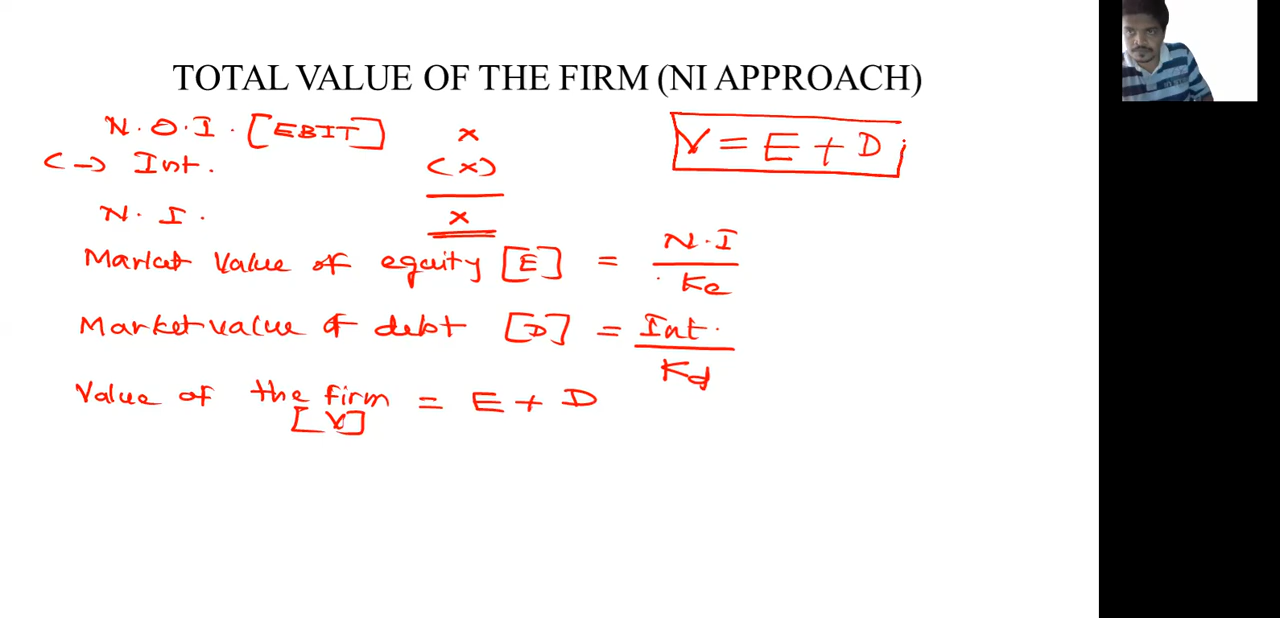 TOTAL VALUE OF THE FIRM (NI APPROACH)
N.O.I. [EBIT] x
(-) Int. (x)
N.I. x
V = E + D
Market Value of equity [E] = N.I / Ke
Market value of debt [D] = Int. / Kd
Value of the firm = E + D
[V]